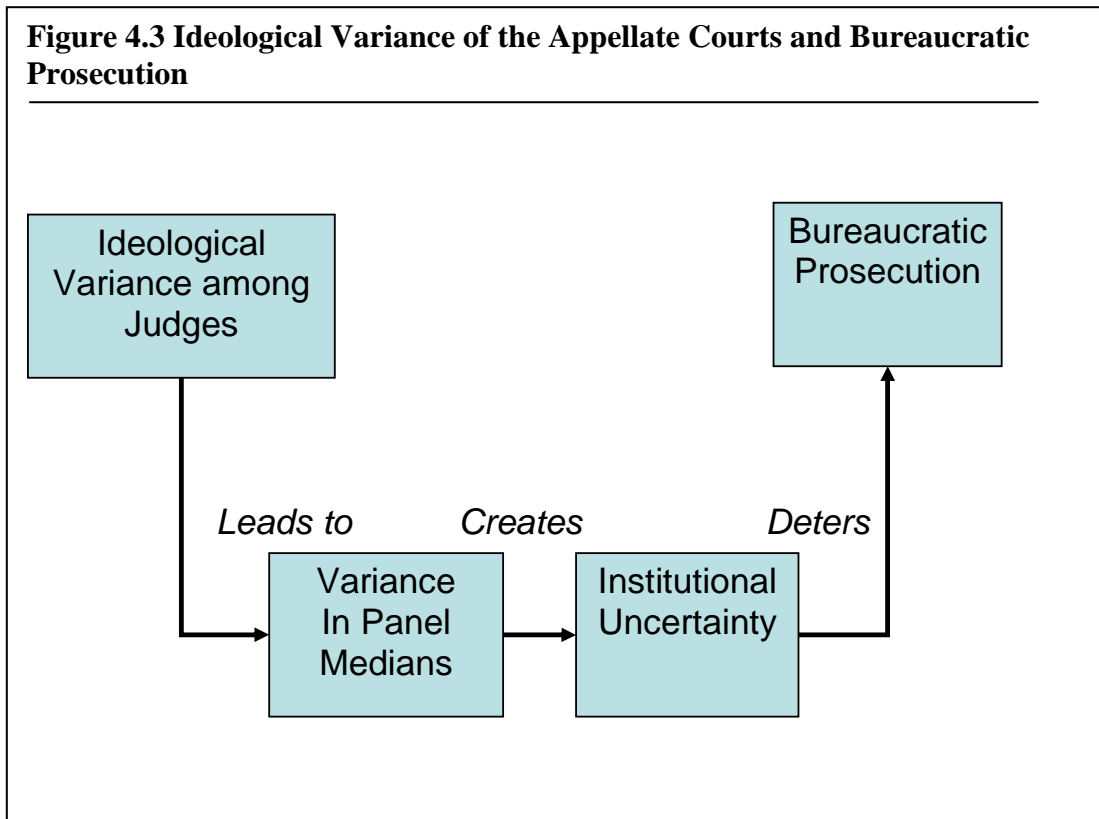 Figure 4.3 Ideological Variance of the Appellate Courts and Bureaucratic
Prosecution
Ideological
Variance among
Judges
Bureaucratic
Prosecution
Leads to
Creates
Deters
Variance
In Panel
Medians
Institutional
Uncertainty